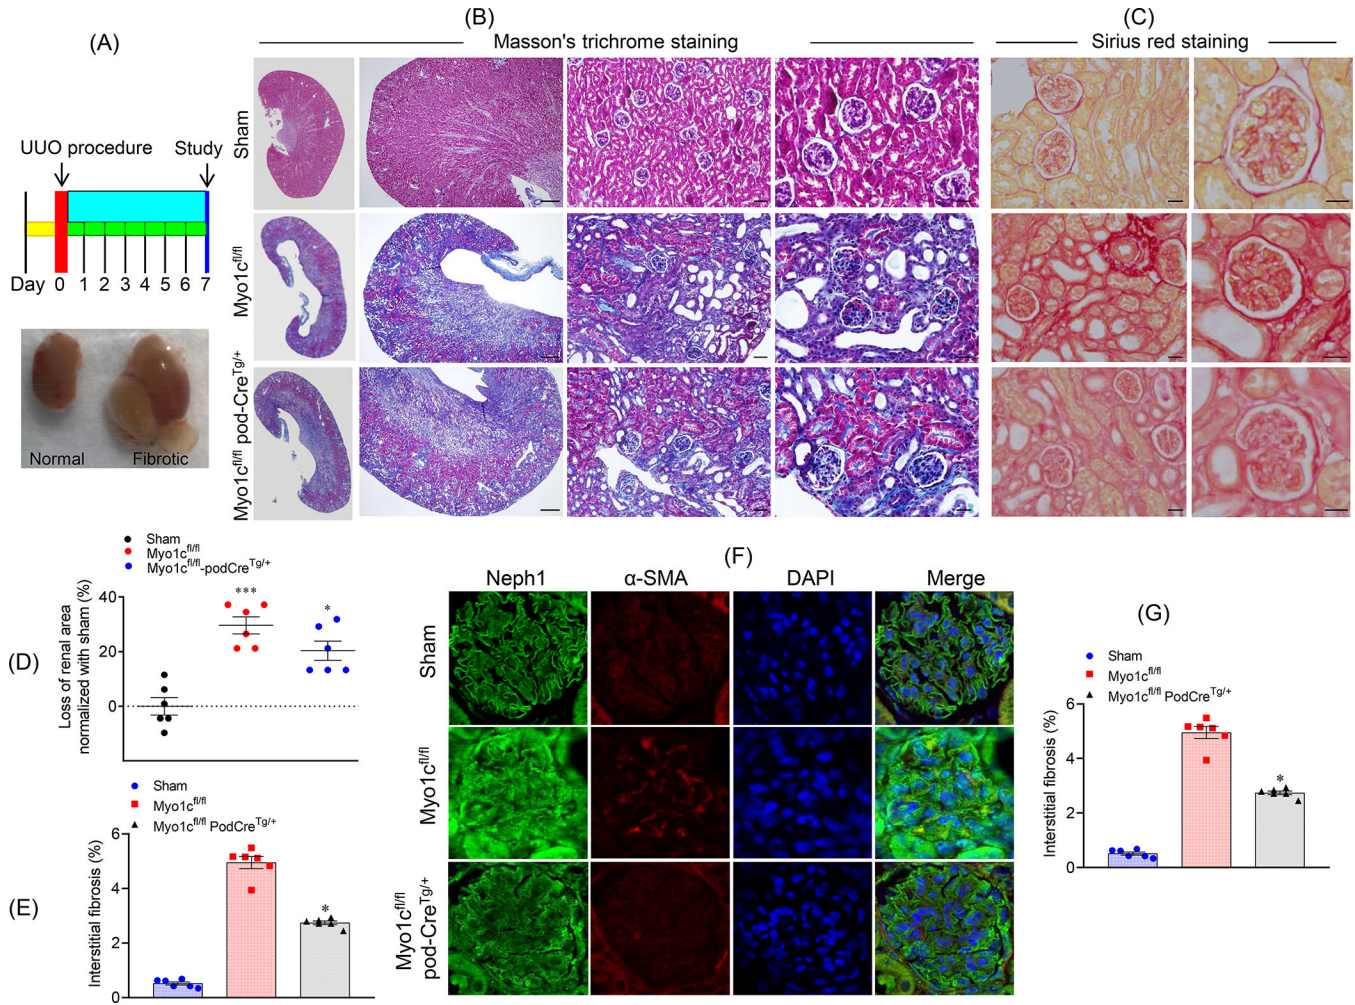 (A)
UUO procedure
Study
Day 0 1 2 3 4 5 6 7
Normal
Fibrotic
(B)
Masson's trichrome staining
(C)
Sirius red staining
Sham
Myo1cfl/fl
Myo1cfl/fl pod-CreTg/+
(D)
Sham
Myo1cfl/fl
Myo1cfl/fl-podCreTg/+
Loss of renal area
normalized with sham (%)
40
20
0
***
*
(E)
Sham
Myo1cfl/fl
Myo1cfl/fl PodCreTg/+
Interstitial fibrosis (%)
6
4
2
0
*
(F)
Neph1
α-SMA
DAPI
Merge
Sham
Myo1cfl/fl
Myo1cfl/fl
pod-CreTg/+
(G)
Sham
Myo1cfl/fl
Myo1cfl/fl PodCreTg/+
Interstitial fibrosis (%)
6
4
2
0
*